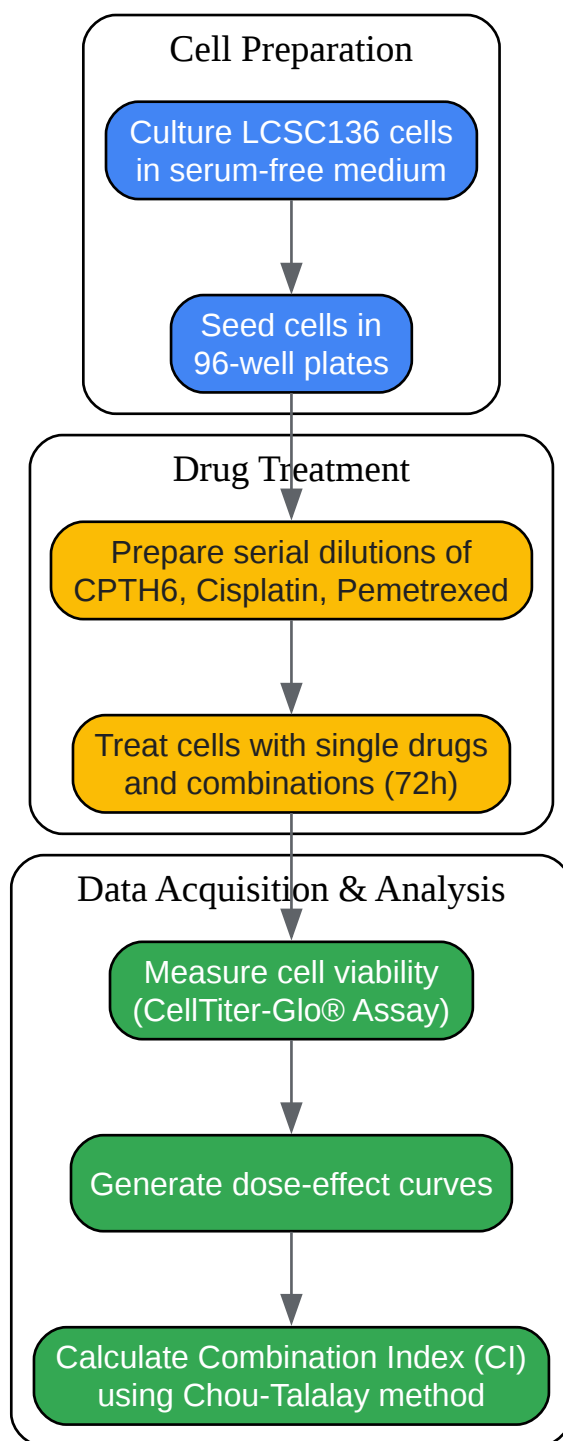 Cell Preparation
Culture LCSC136 cells
in serum-free medium
Seed cells in
96-well plates
Drug Treatment
Prepare serial dilutions of
CPTH6, Cisplatin, Pemetrexed
Treat cells with single drugs
and combinations (72h)
Data Acquisition & Analysis
Measure cell viability
(CellTiter-Glo® Assay)
Generate dose-effect curves
Calculate Combination Index (CI)
using Chou-Talalay method